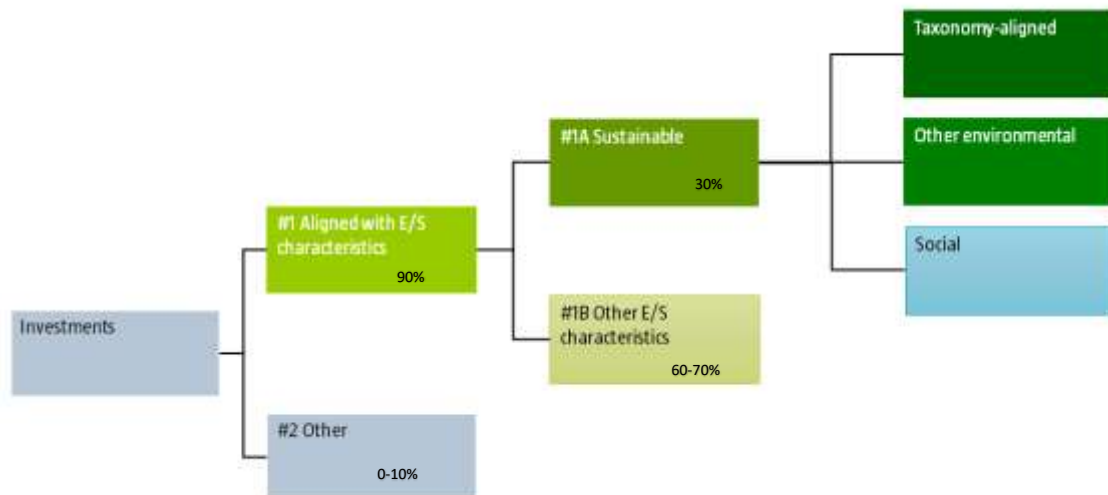 Investments
#1 Aligned with E/S
characteristics
90%
#2 Other
0-10%
#1A Sustainable
30%
#1B Other E/S
characteristics
60-70%
Taxonomy-aligned
Other environmental
Social